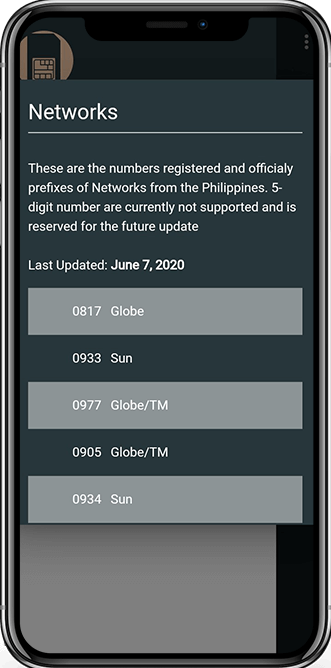 Networks
These are the numbers registered and officialy
prefixes of Networks from the Philippines. 5-
digit number are currently not supported and is
reserved for the future update
Last Updated: June 7, 2020
0817 Globe
0933 Sun
0977 Globe/TM
0905 Globe/TM
0934 Sun